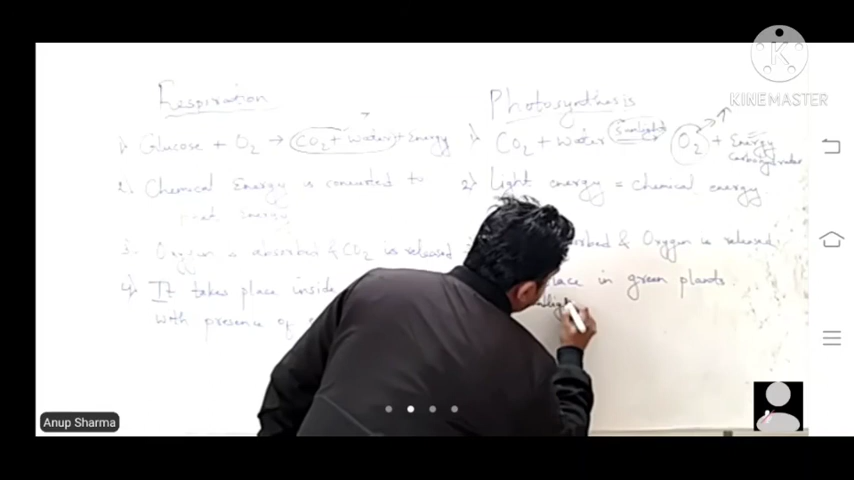 Respiration
1) Glucose + O2 → CO2 + Water + Energy
2) Chemical Energy is converted to
heat energy
3) Oxygen is absorbed & CO2 is released
4) It takes place inside
with presence of
Photosynthesis
1) CO2 + Water Sunlight → O2 + Energy
carbohydrates
2) Light energy = chemical energy.
& Oxygen is released
place in green plants
KINEMASTER
Anup Sharma